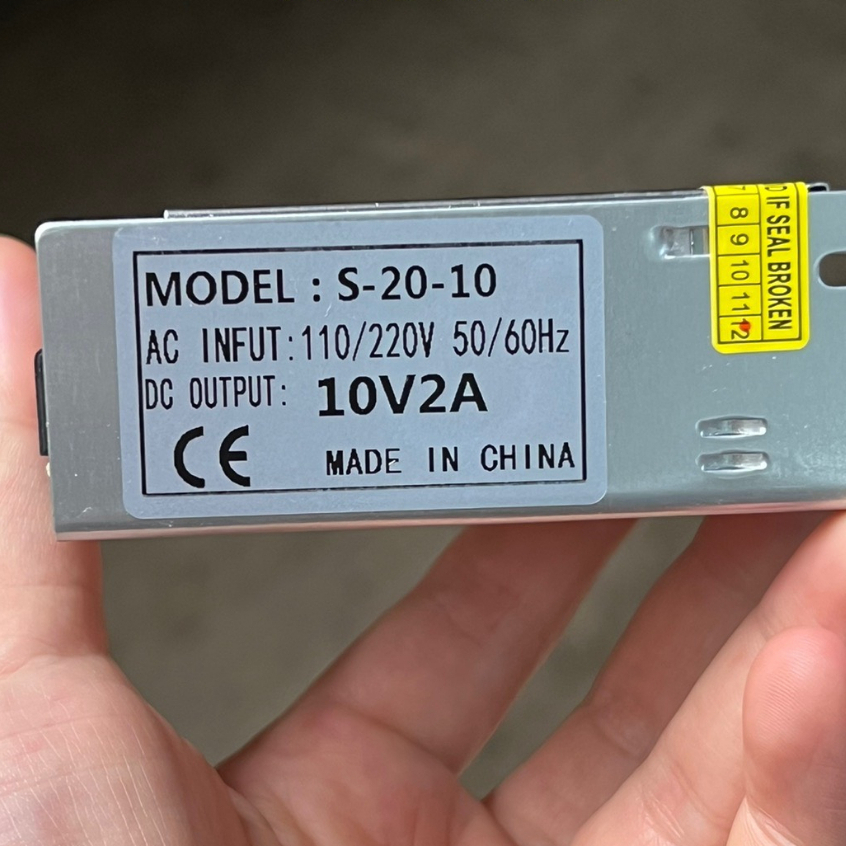 MODEL : S-20-10
AC INFUT:110/220V 50/60Hz
DC OUTPUT: 10V2A
CE
MADE IN CHINA
IF SEAL BROKEN
7 8 9 10 11 12